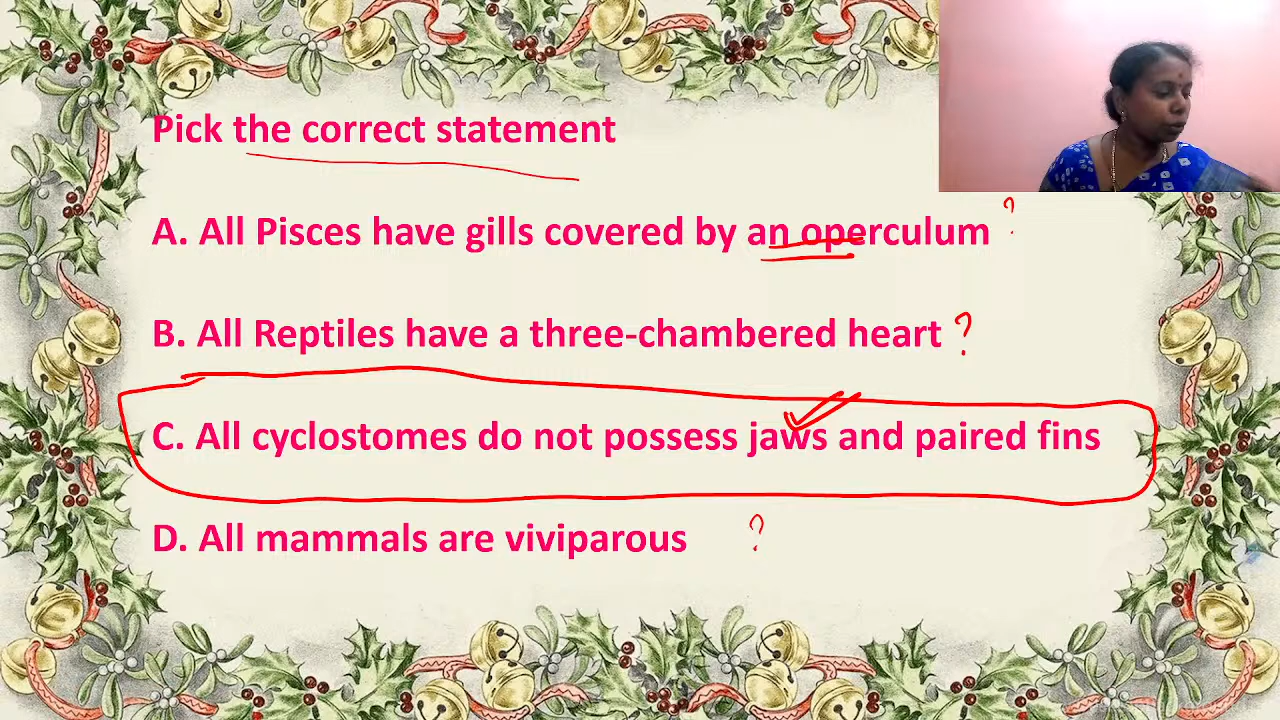 Pick the correct statement
A. All Pisces have gills covered by an operculum ?
B. All Reptiles have a three-chambered heart ?
C. All cyclostomes do not possess jaws and paired fins
D. All mammals are viviparous ?